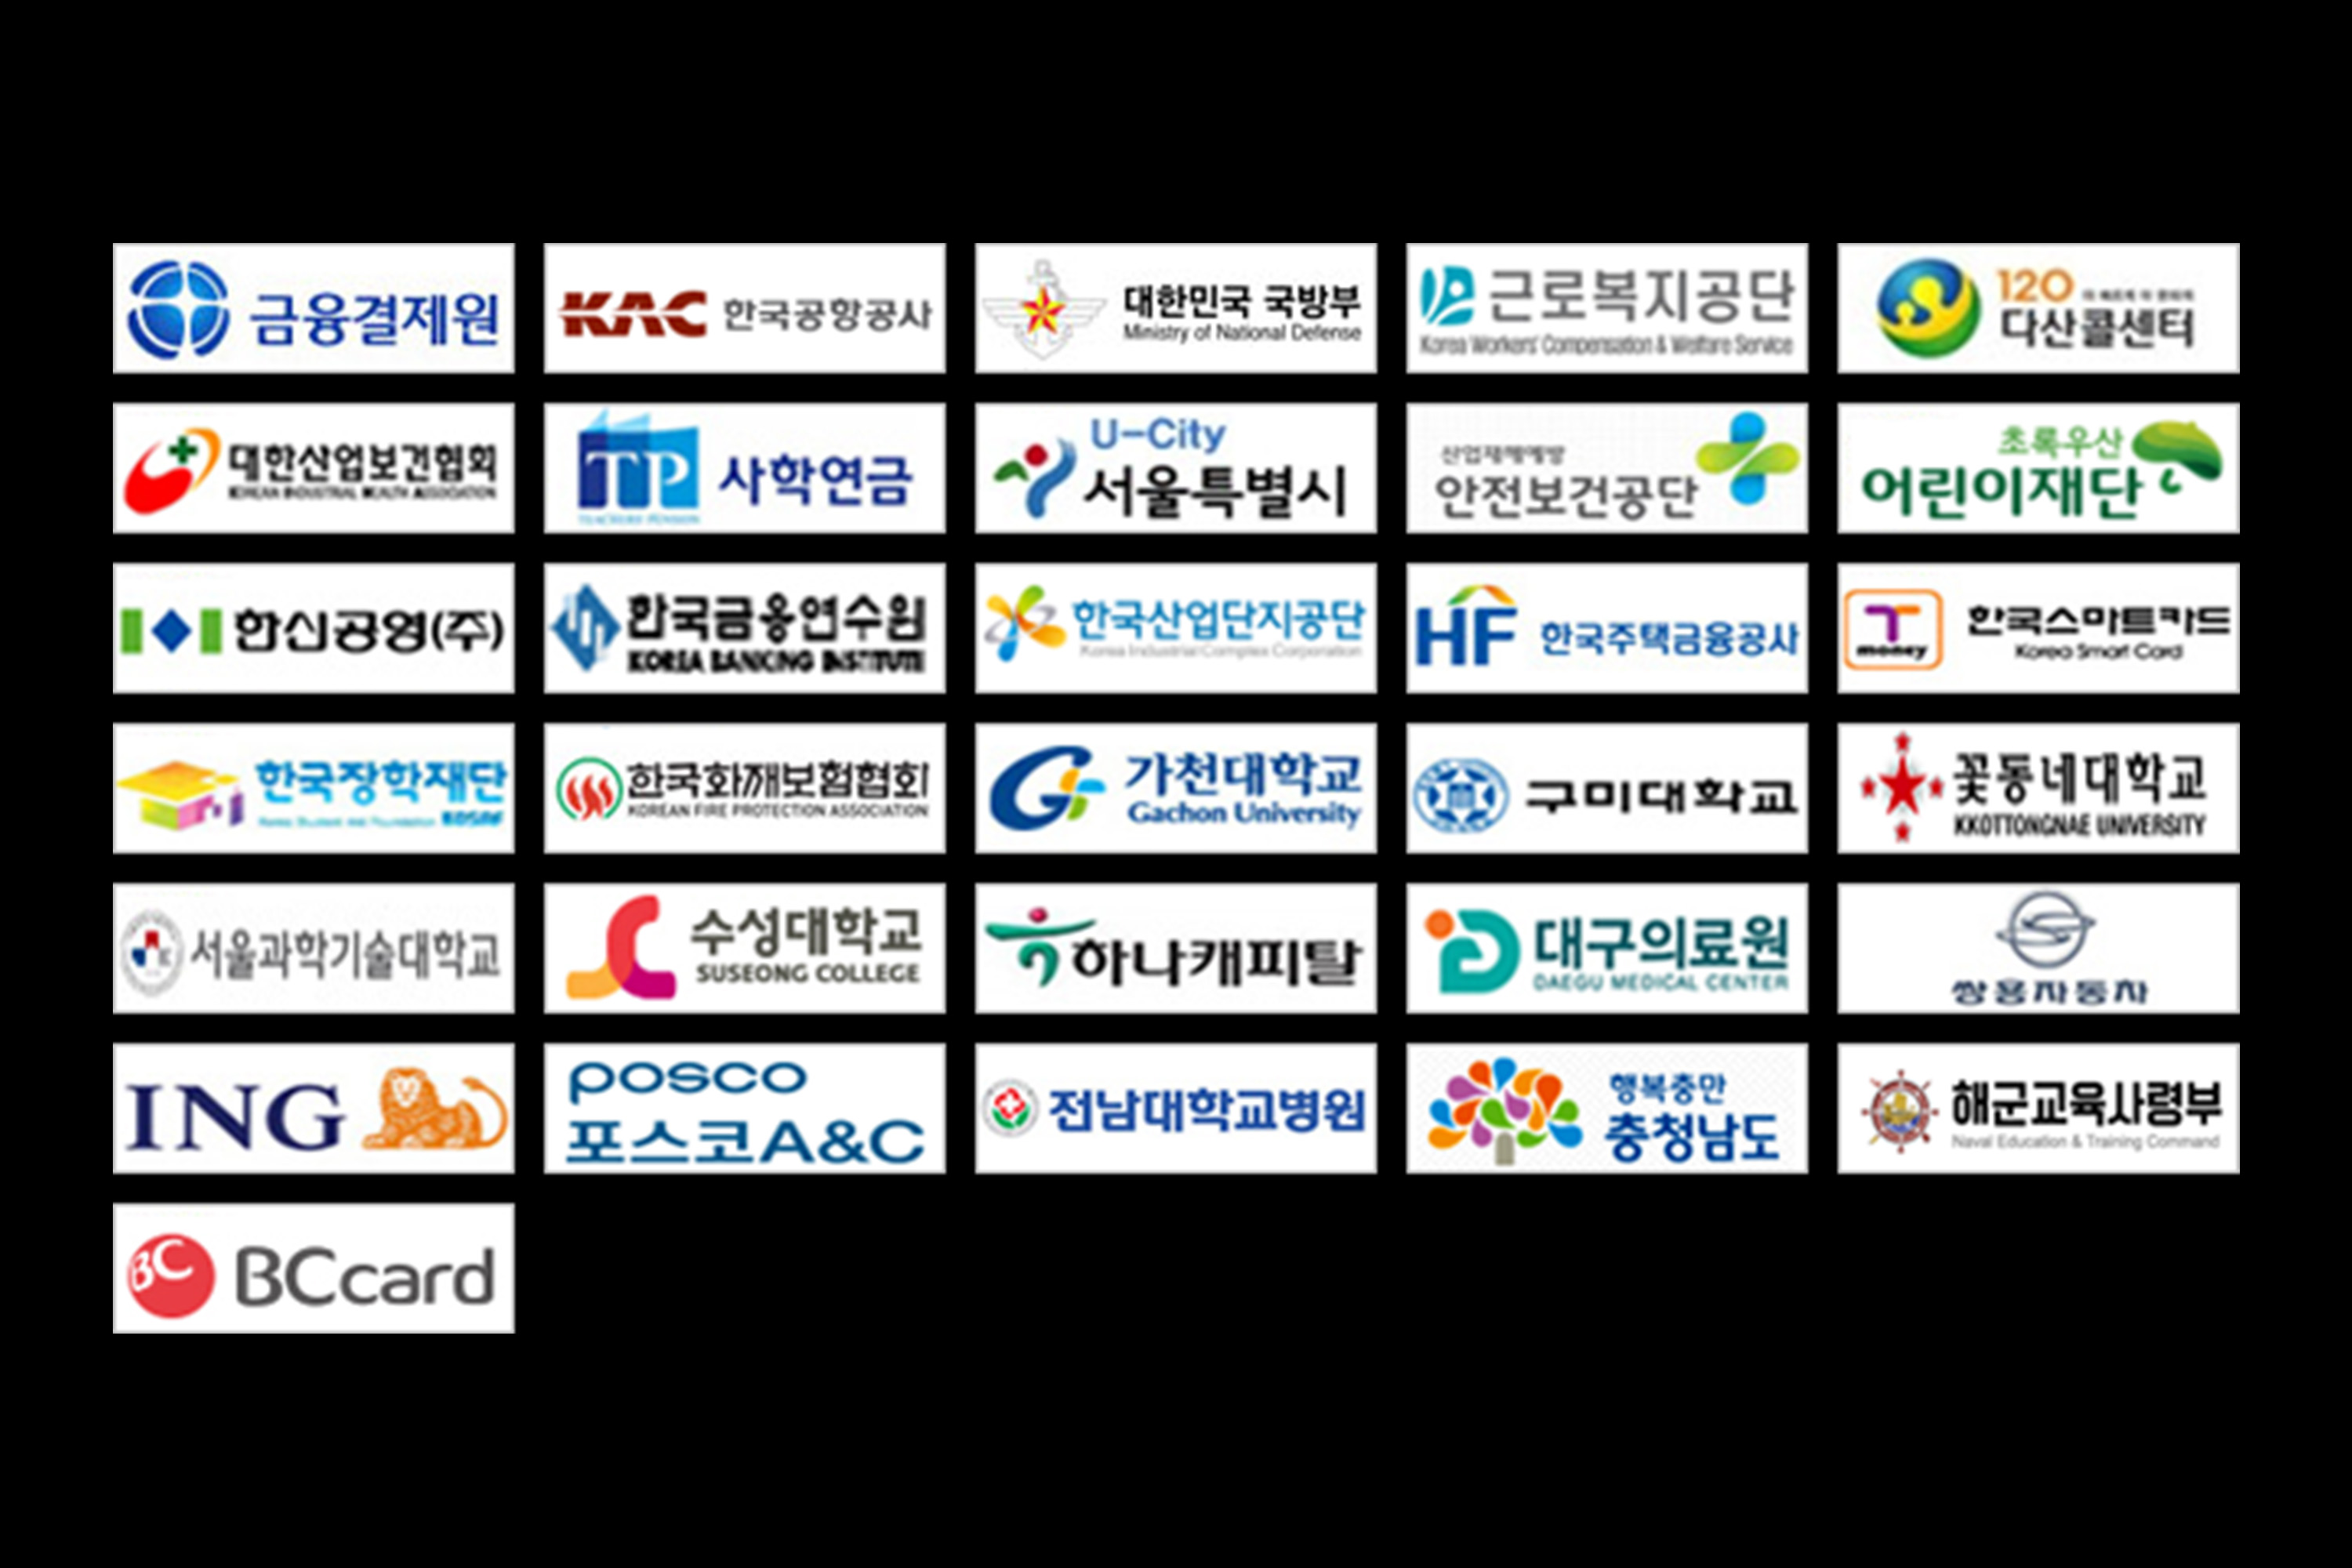 금융결제원
KAC 한국공항공사
대한민국 국방부
Ministry of National Defense
근로복지공단
Korea Workers' Compensation & Welfare Service
120
다산콜센터
대한산업보건협회
KOREAN INDUSTRIAL HEALTH ASSOCIATION
TP 사학연금
TEACHERS' PENSION
U-City
서울특별시
산업재해예방
안전보건공단
초록우산
어린이재단
한신공영(주)
한국금융연수원
KOREA BANKING INSTITUTE
한국산업단지공단
Korea Industrial Complex Corporation
HF 한국주택금융공사
T money
한국스마트카드
Korea Smart Card
한국장학재단
KOSAF
한국화재보험협회
KOREAN FIRE PROTECTION ASSOCIATION
가천대학교
Gachon University
구미대학교
꽃동네대학교
KKOTTONGNAE UNIVERSITY
서울과학기술대학교
수성대학교
SUSEONG COLLEGE
하나캐피탈
대구의료원
DAEGU MEDICAL CENTER
쌍용자동차
ING
posco
포스코A&C
전남대학교병원
행복충만
충청남도
해군교육사령부
Naval Education & Training Command
BC BCcard